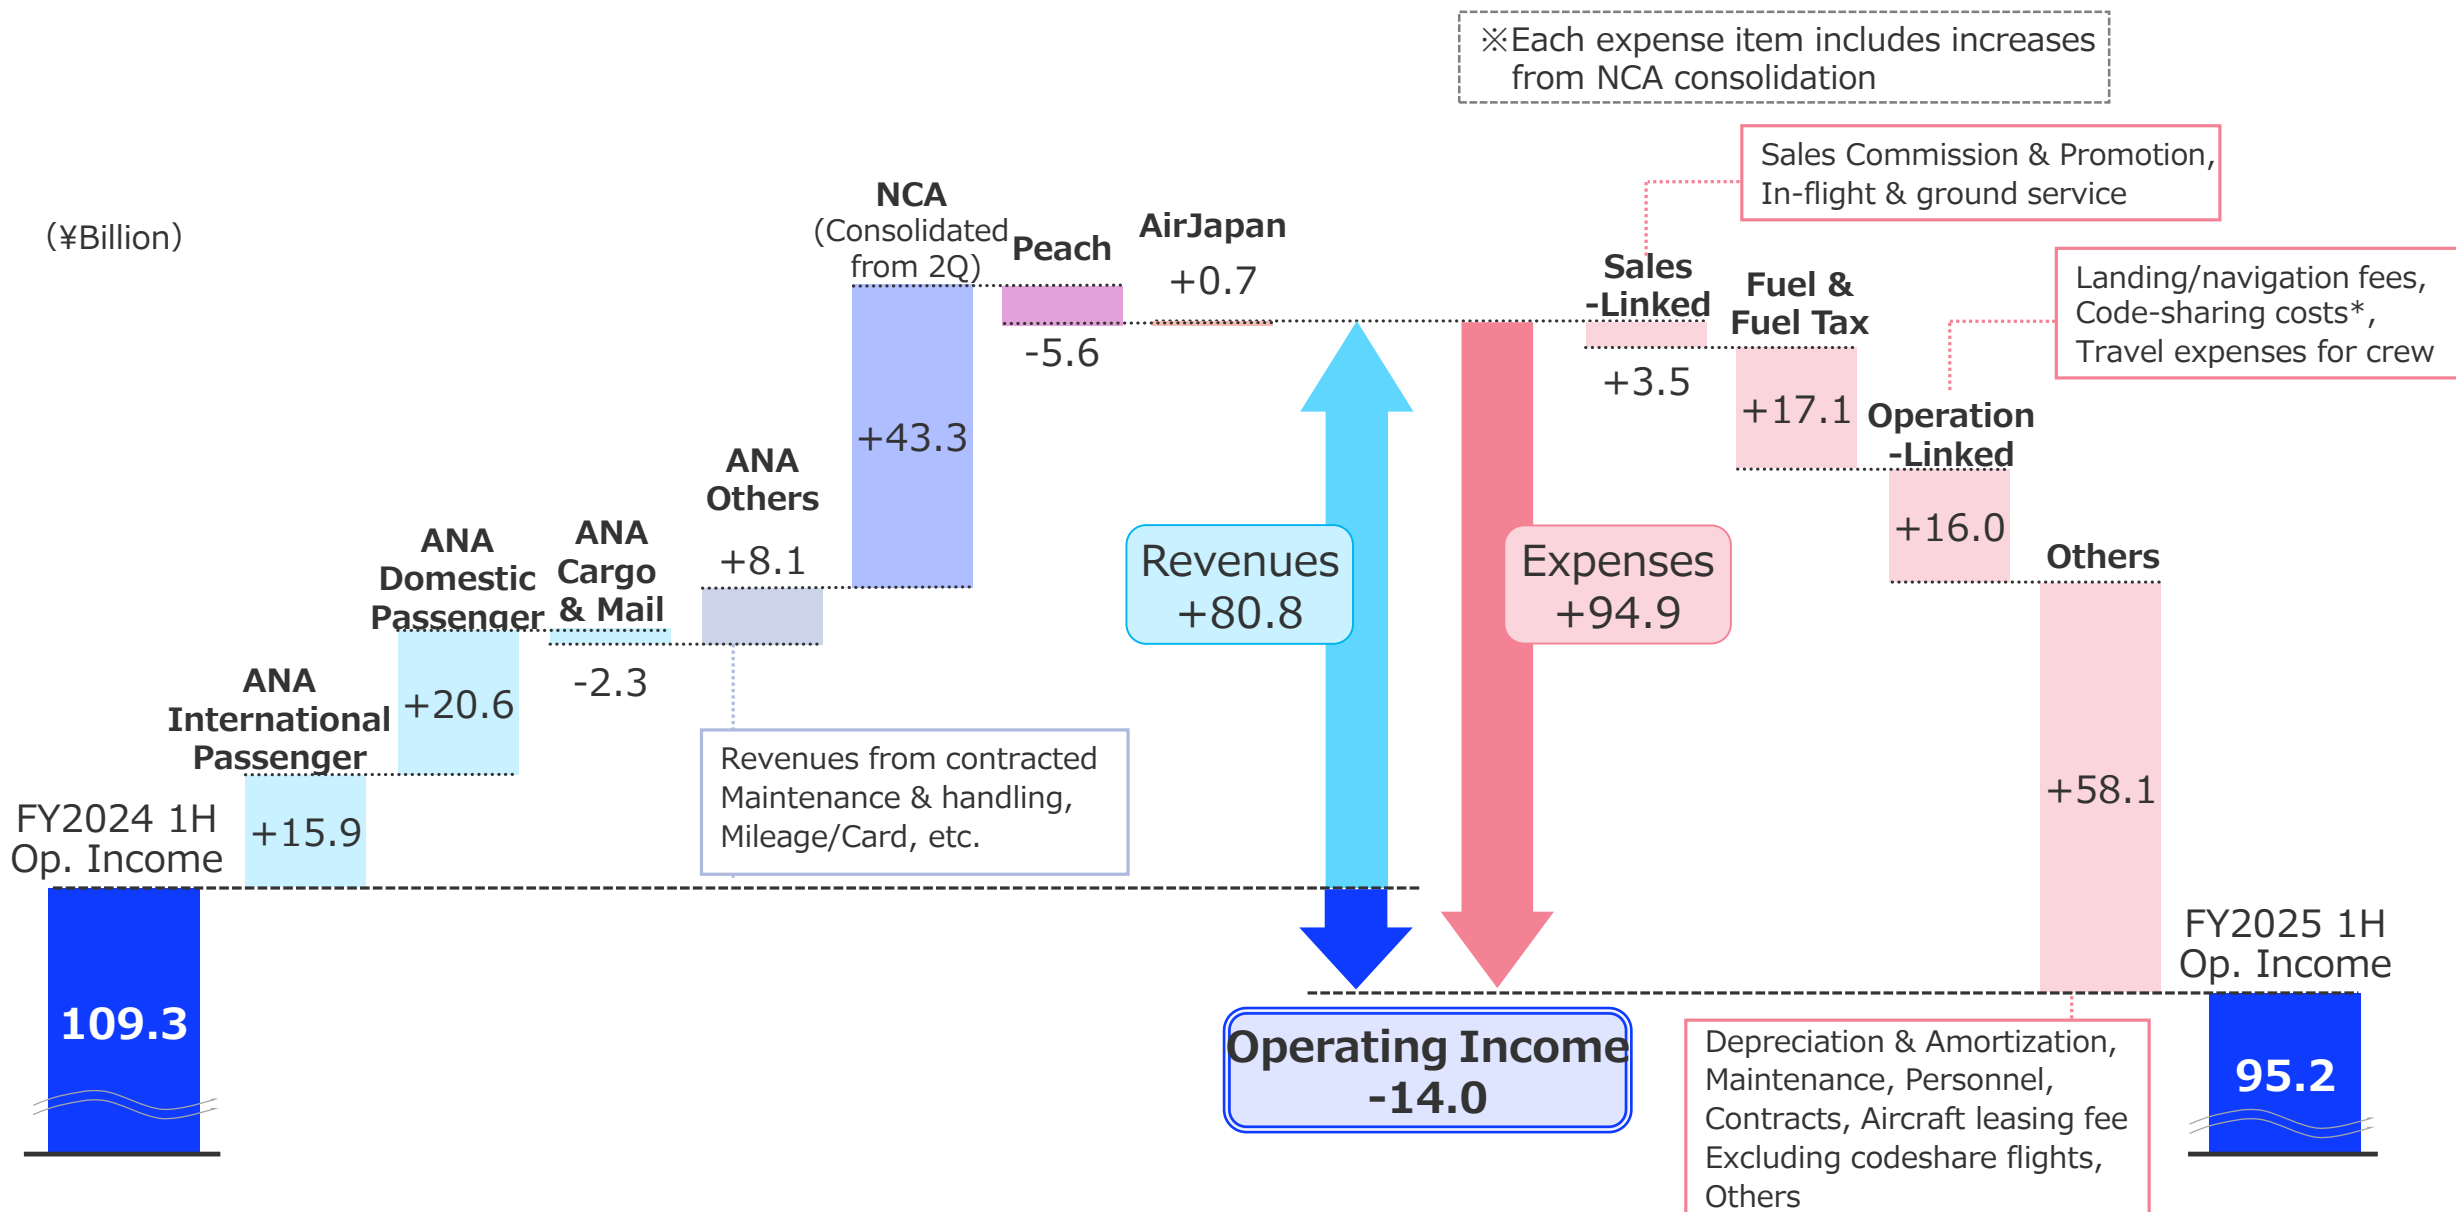 ※Each expense item includes increases
from NCA consolidation
(¥Billion)
FY2024 1H
Op. Income
109.3
ANA
International
Passenger
+15.9
ANA
Domestic
Passenger
+20.6
ANA
Cargo
& Mail
-2.3
ANA
Others
+8.1
Revenues from contracted
Maintenance & handling,
Mileage/Card, etc.
NCA
(Consolidated
from 2Q)
+43.3
Peach
-5.6
AirJapan
+0.7
Revenues
+80.8
Expenses
+94.9
Operating Income
-14.0
Sales Commission & Promotion,
In-flight & ground service
Sales
-Linked
+3.5
Fuel &
Fuel Tax
+17.1
Landing/navigation fees,
Code-sharing costs*,
Travel expenses for crew
Operation
-Linked
+16.0
Others
+58.1
Depreciation & Amortization,
Maintenance, Personnel,
Contracts, Aircraft leasing fee
Excluding codeshare flights,
Others
FY2025 1H
Op. Income
95.2